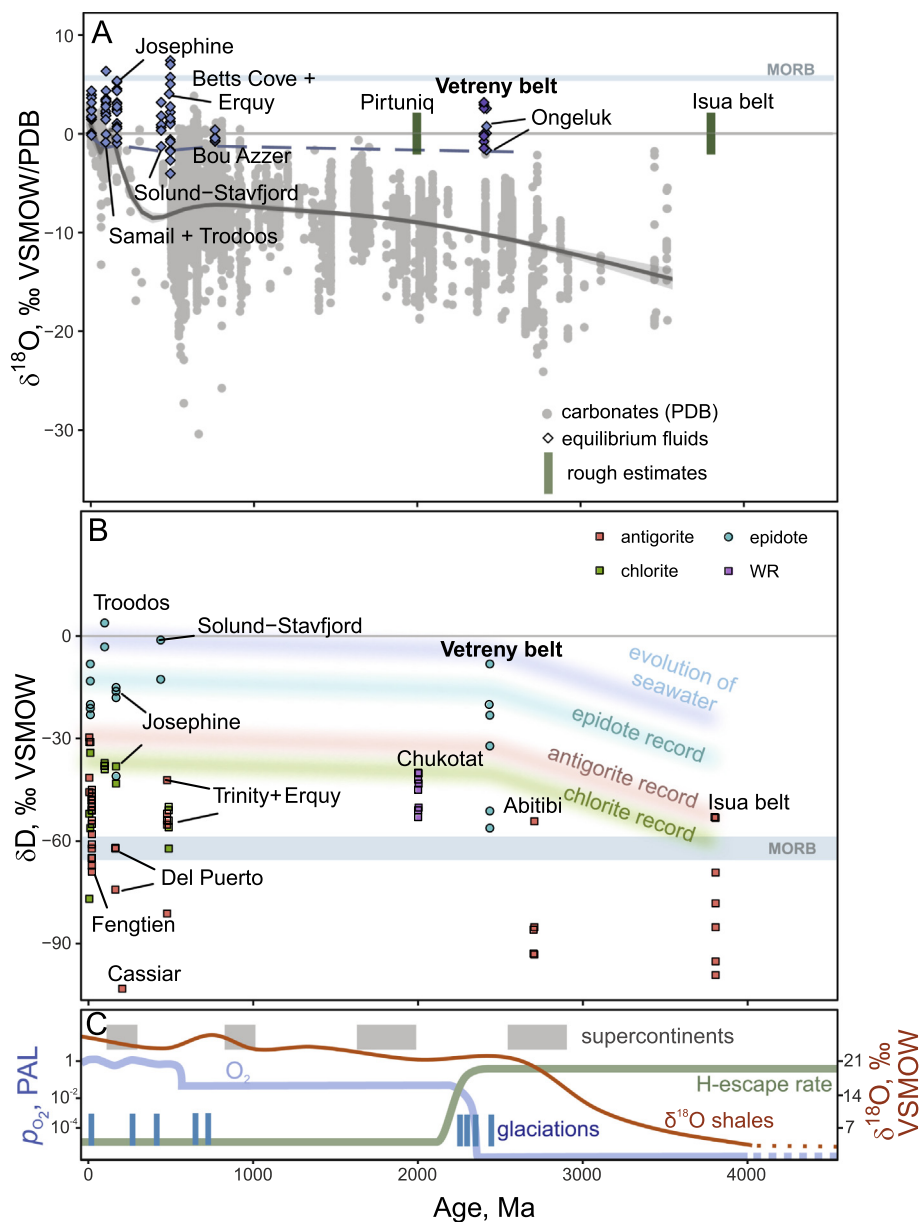 A
10
0
−10
−20
−30
δ¹⁸O, ‰ VSMOW/PDB
Josephine
MORB
Betts Cove +
Erquy
Vetreny belt
Pirtuniq
Isua belt
Ongeluk
Bou Azzer
Solund−Stavfjord
Samail + Trodoos
carbonates (PDB)
equilibrium fluids
rough estimates
B
antigorite
epidote
chlorite
WR
0
−30
−60
−90
δD, ‰ VSMOW
Troodos
Solund−Stavfjord
Vetreny belt
evolution of
seawater
epidote record
Josephine
antigorite record
Chukotat
chlorite record
Trinity+Erquy
Abitibi
Isua belt
MORB
Del Puerto
Fengtien
Cassiar
C
supercontinents
1
10⁻²
10⁻⁴
pO₂, PAL
O₂
H-escape rate
glaciations
δ¹⁸O shales
21
14
7
δ¹⁸O, ‰
VSMOW
0
1000
2000
3000
4000
Age, Ma